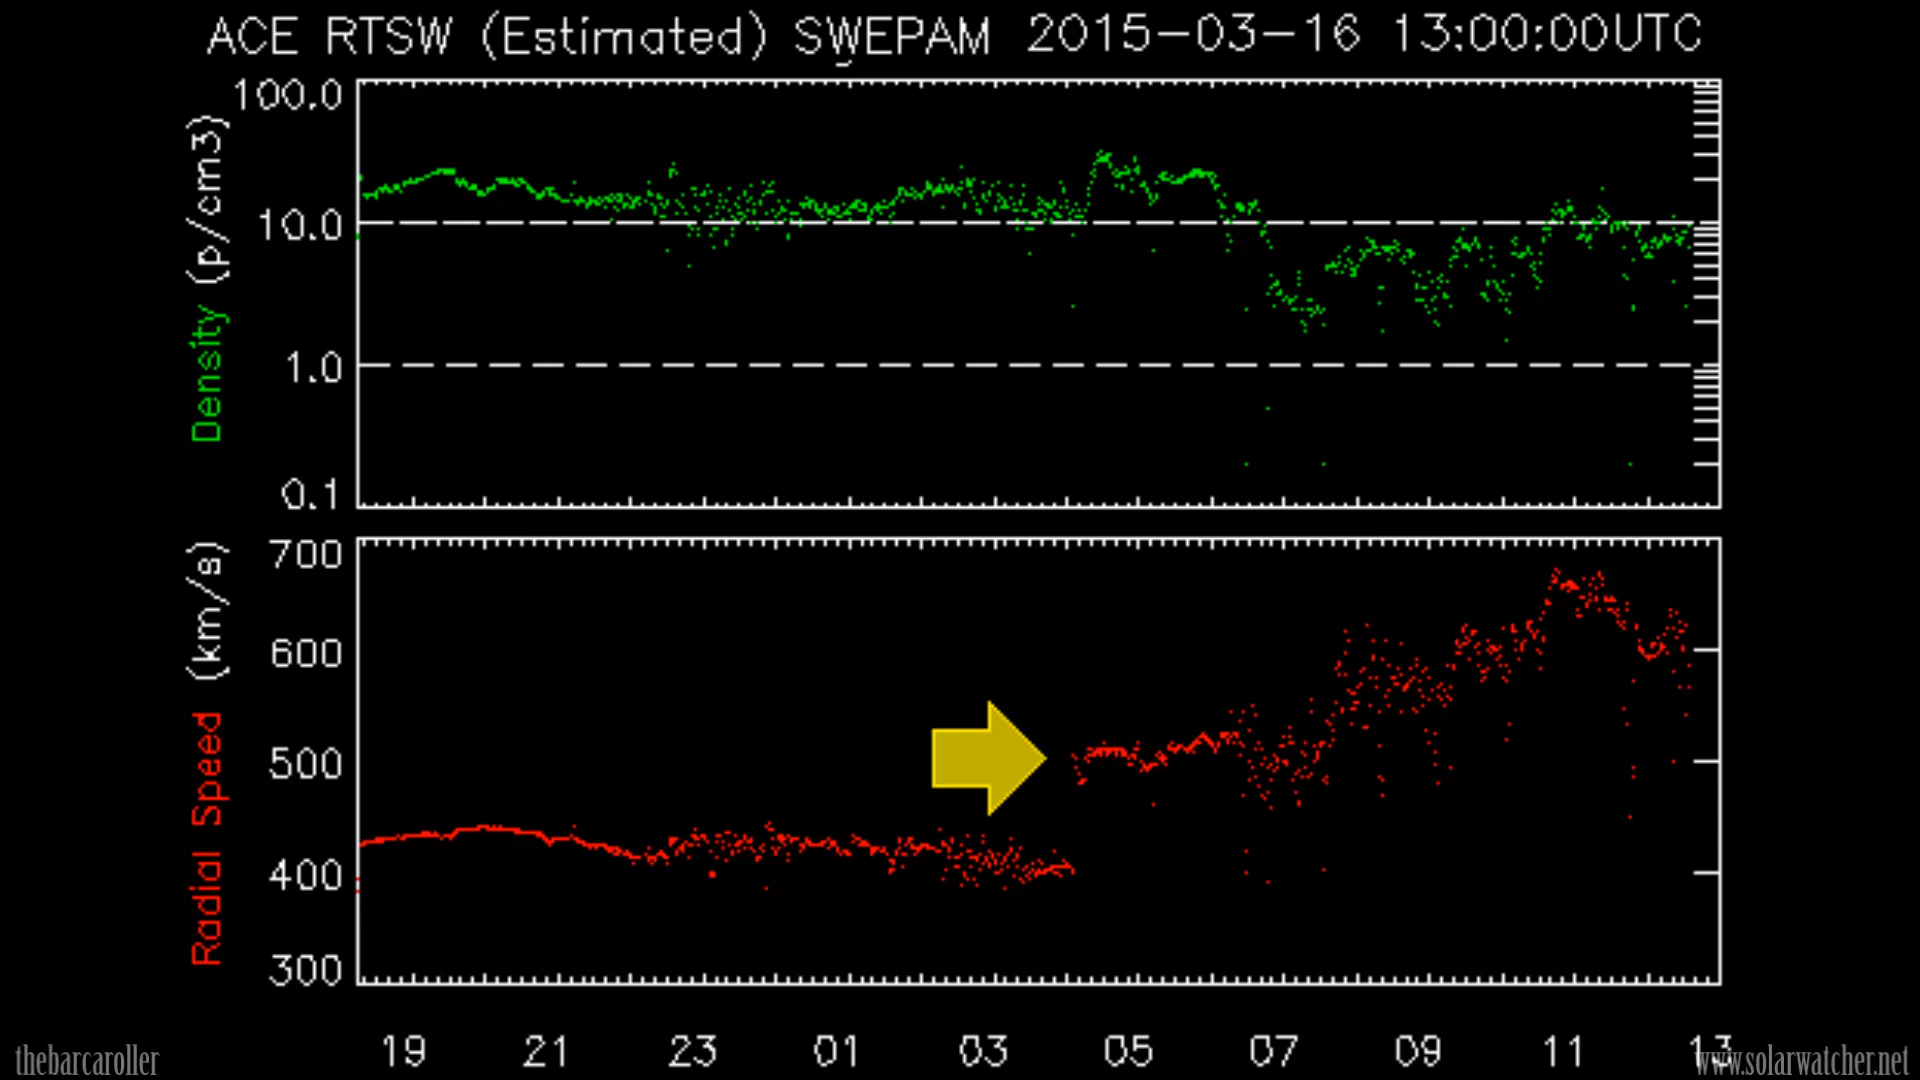 ACE RTSW (Estimated) SWEPAM 2015-03-16 13:00:00UTC
Density (p/cm3)
100.0
10.0
1.0
0.1
Radial Speed (km/s)
700
600
500
400
300
19 21 23 01 03 05 07 09 11 13
thebarcaroller
www.solarwatcher.net